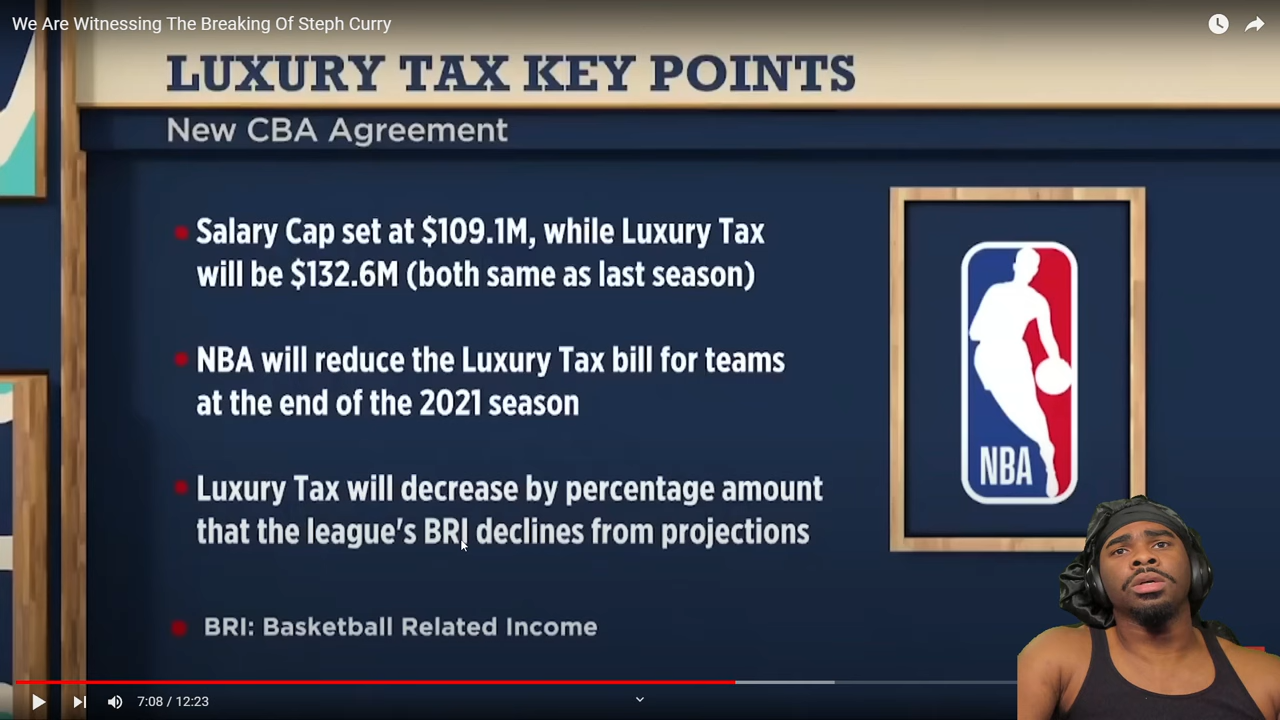 We Are Witnessing The Breaking Of Steph Curry
LUXURY TAX KEY POINTS
New CBA Agreement
Salary Cap set at $109.1M, while Luxury Tax
will be $132.6M (both same as last season)
NBA will reduce the Luxury Tax bill for teams
at the end of the 2021 season
Luxury Tax will decrease by percentage amount
that the league's BRI declines from projections
BRI: Basketball Related Income
NBA
7:08 / 12:23